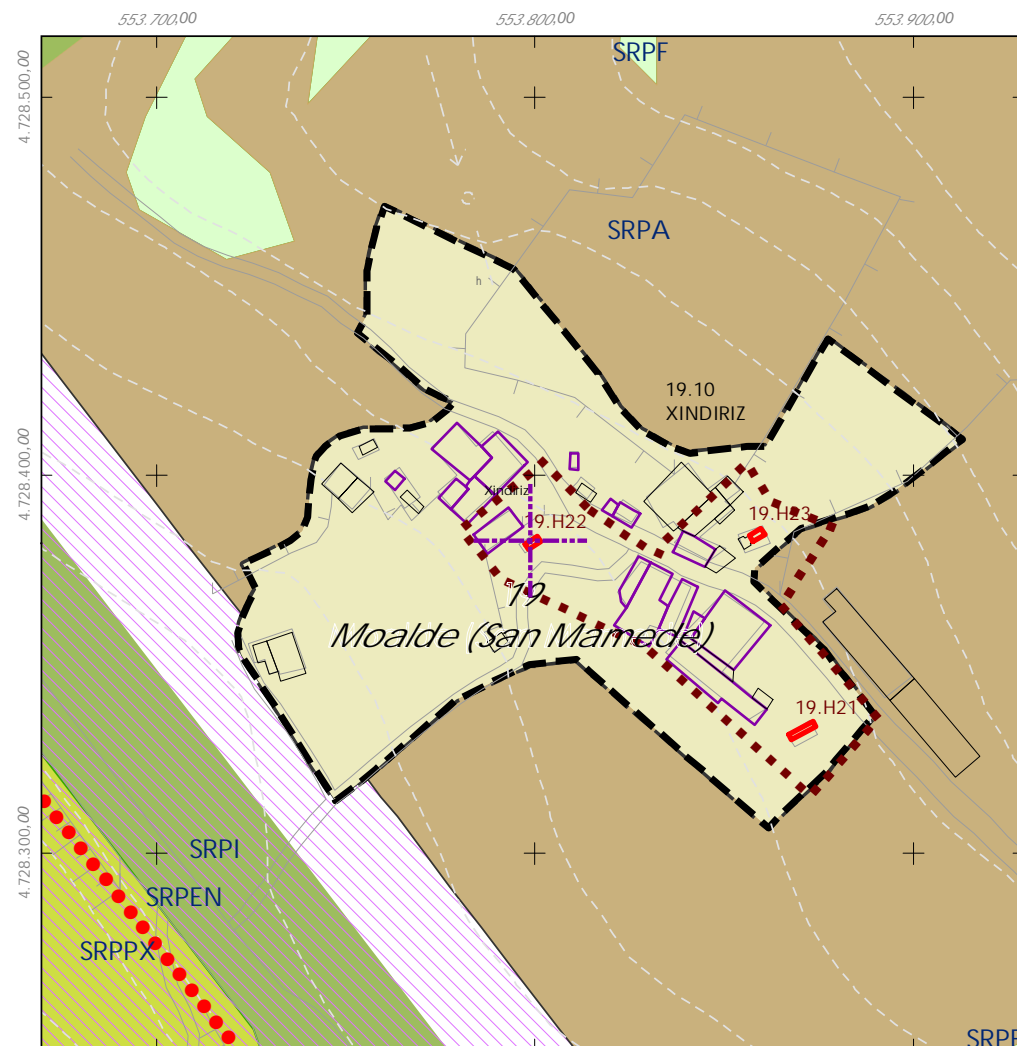 553.700,00
553.800,00
553.900,00
4.728.500,00
SRPF
SRPA
h
19.10
XINDIRIZ
4.728.400,00
Xindiriz
19.H22
19.H23
19
Moalde (San Mamede)
19.H21
4.728.300,00
SRPI
SRPEN
SRPPX